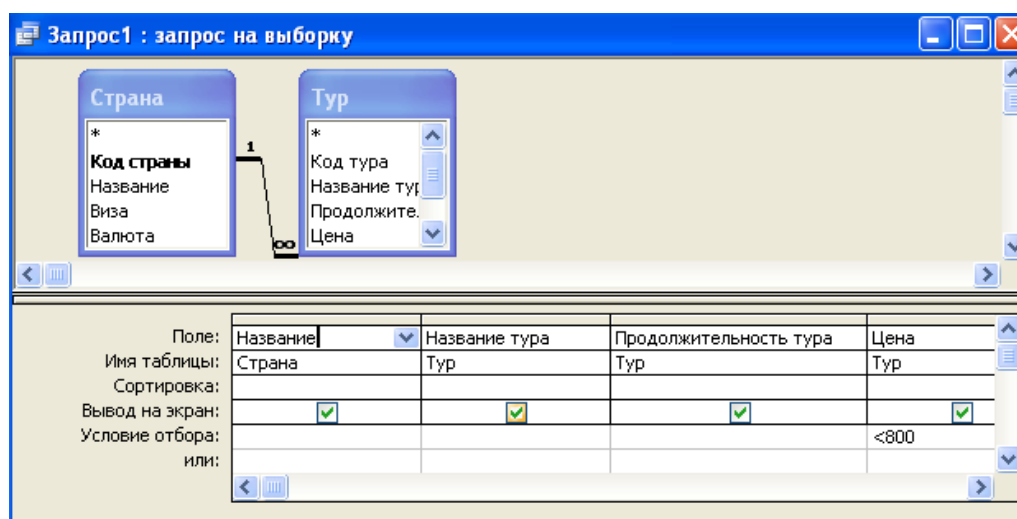 Запрос1 : запрос на выборку
Страна
*
Код страны
Название
Виза
Валюта
1
∞
Тур
*
Код тура
Название тур
Продолжите.
Цена
Поле: Название Название тура Продолжительность тура Цена
Имя таблицы: Страна Тур Тур Тур
Сортировка:
Вывод на экран:
Условие отбора: <800
или: